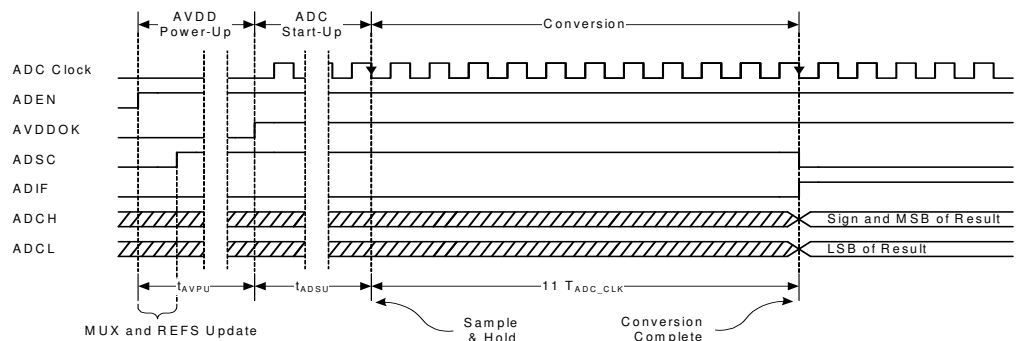 AVDD
Power-Up
ADC
Start-Up
Conversion
ADC Clock
ADEN
AVDDOK
ADSC
ADIF
ADCH
Sign and MSB of Result
ADCL
LSB of Result
tAVPU
tADSU
11 TADC_CLK
MUX and REFS Update
Sample
& Hold
Conversion
Complete